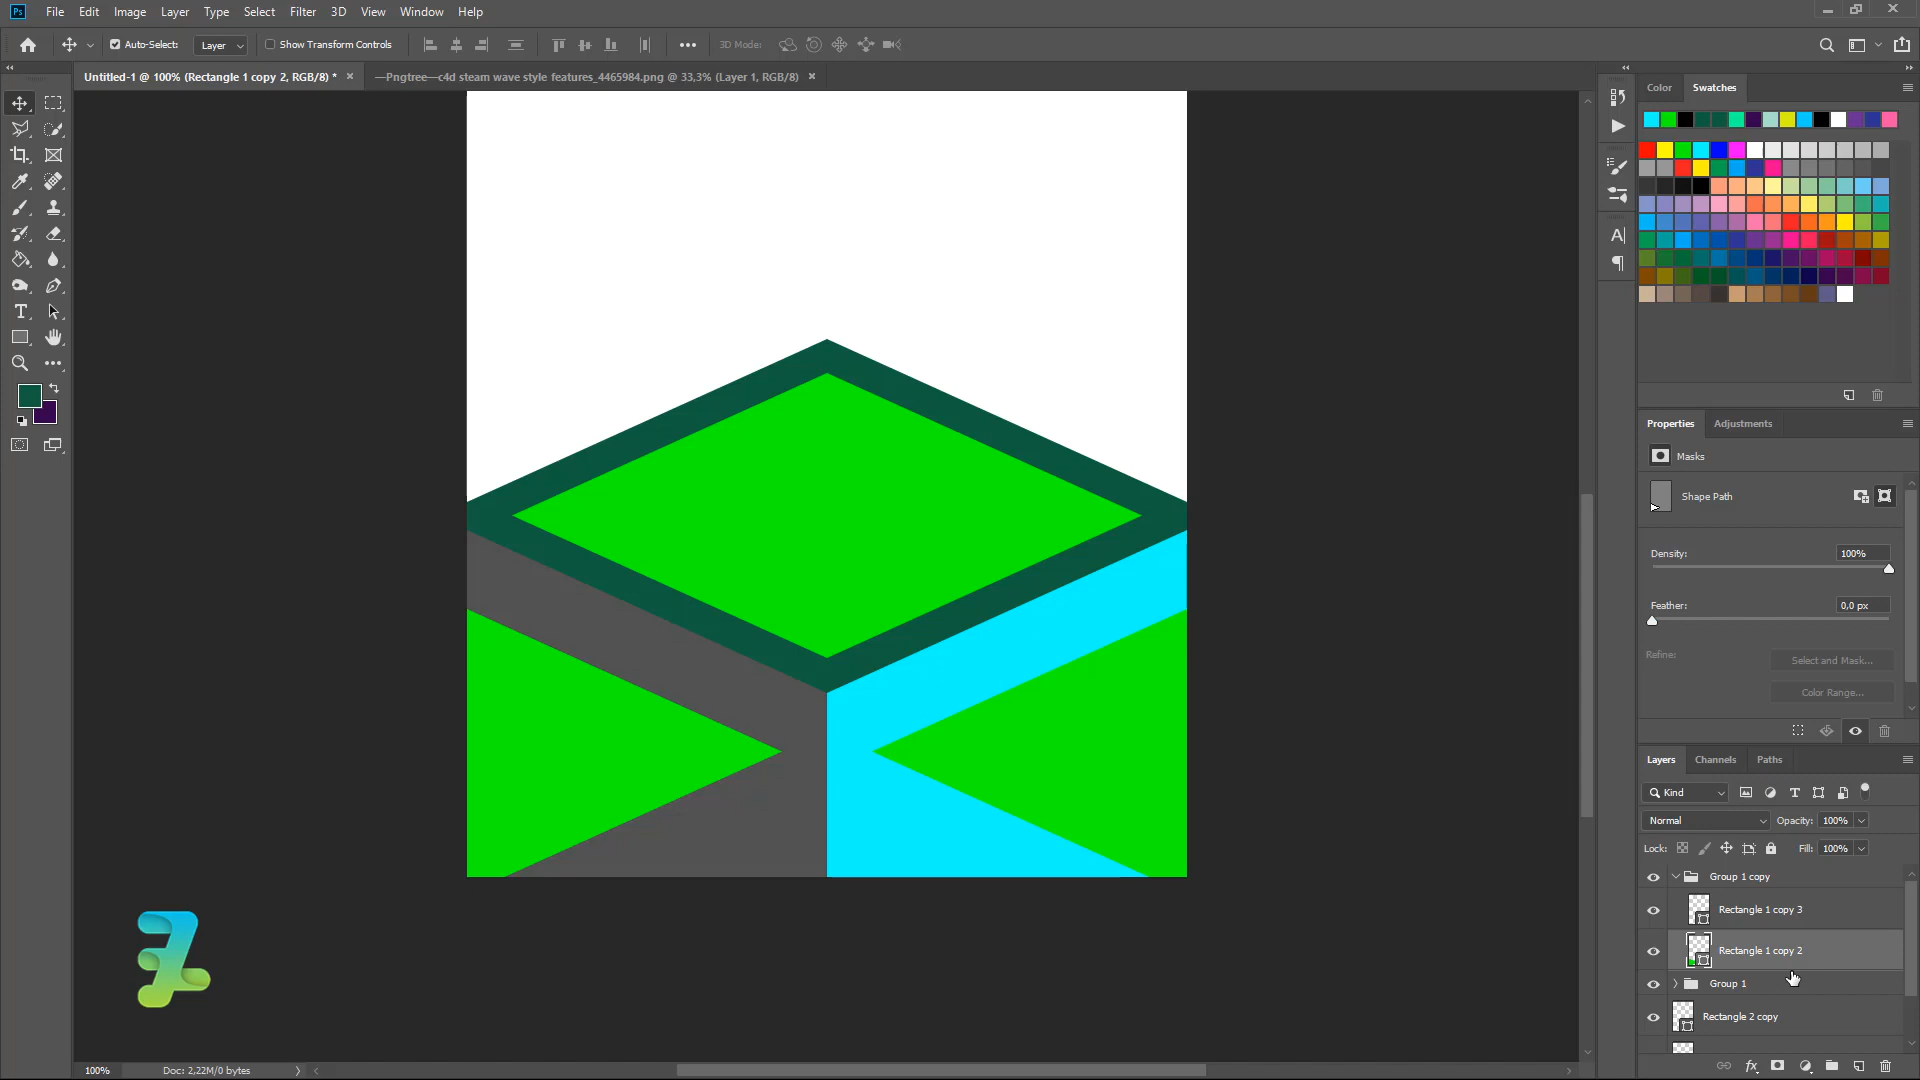 Ps File Edit Image Layer Type Select Filter 3D View Window Help
Auto-Select: Layer Show Transform Controls 3D Mode:
Untitled-1 @ 100% (Rectangle 1 copy 2, RGB/8) * × —Pngtree—c4d steam wave style features_4465984.png @ 33,3% (Layer 1, RGB/8) ×
Color Swatches
Properties Adjustments
Masks
Shape Path
Density: 100%
Feather: 0,0 px
Refine: Select and Mask...
Color Range...
Layers Channels Paths
Kind
Normal Opacity: 100%
Lock: Fill: 100%
Group 1 copy
Rectangle 1 copy 3
Rectangle 1 copy 2
Group 1
Rectangle 2 copy
100% Doc: 2,22M/0 bytes